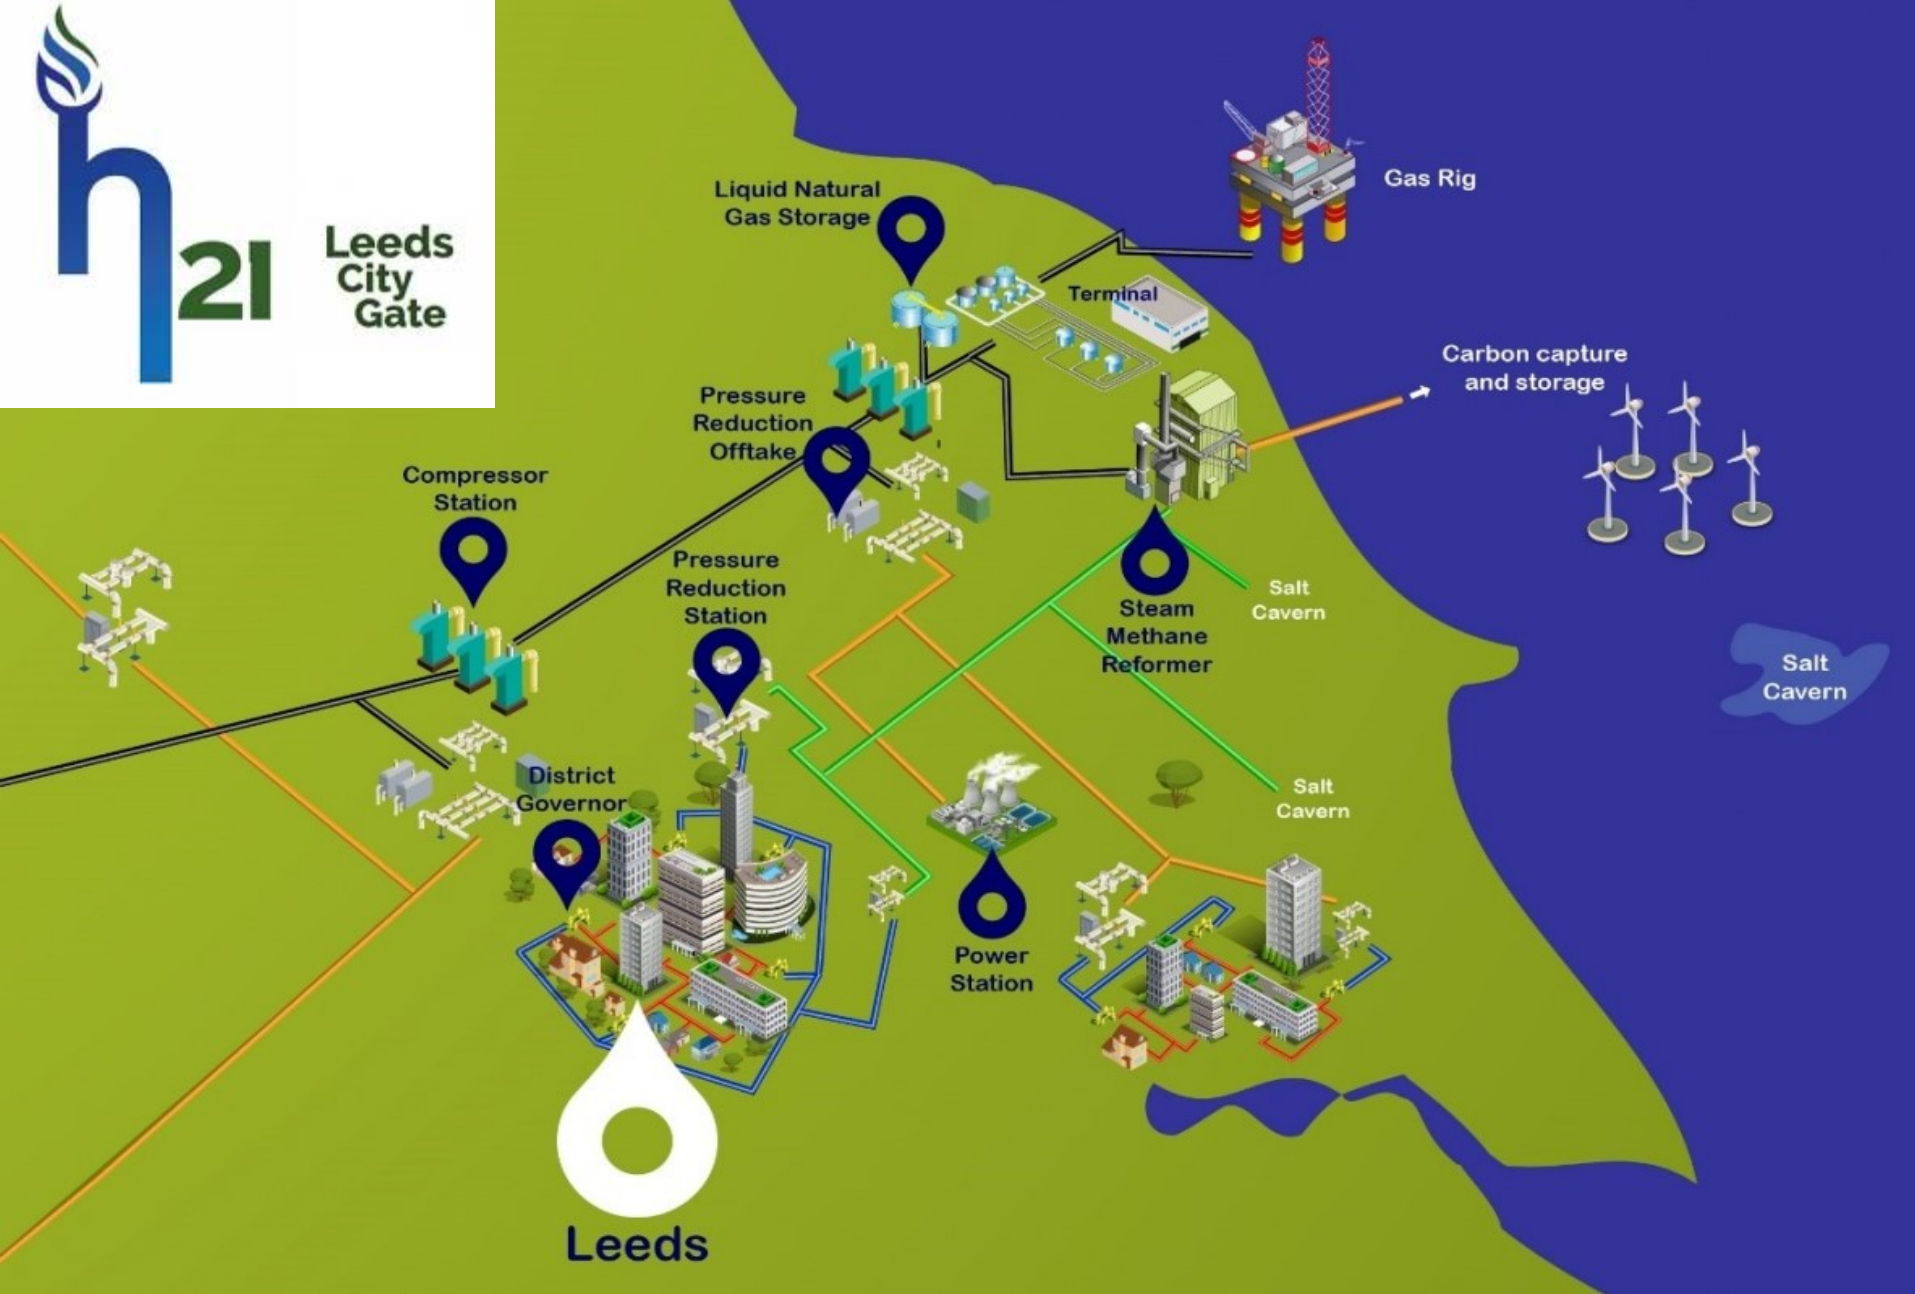 h21
Leeds
City
Gate
Liquid Natural
Gas Storage
Gas Rig
Terminal
Carbon capture
and storage
Pressure
Reduction
Offtake
Compressor
Station
Pressure
Reduction
Station
Salt
Cavern
Steam
Methane
Reformer
Salt
Cavern
District
Governor
Salt
Cavern
Power
Station
Leeds